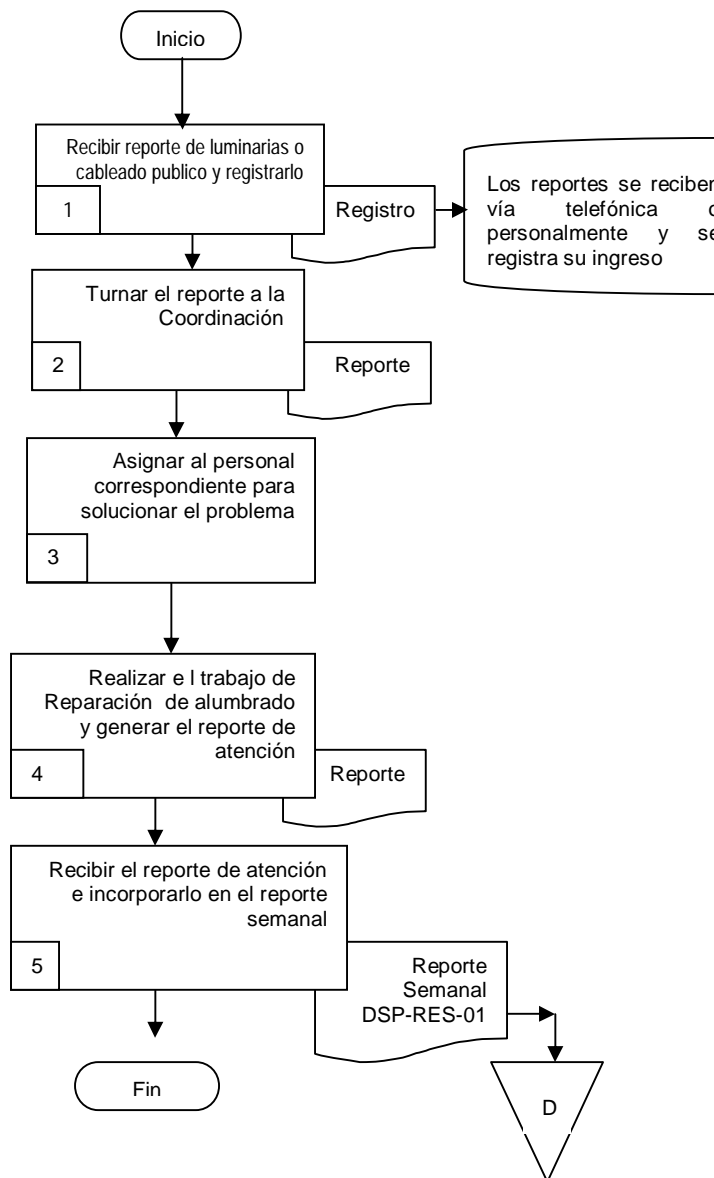 Inicio
Recibir reporte de luminarias o
cableado publico y registrarlo
1
Registro
Los reportes se reciben
vía telefónica
personalmente y se
registra su ingreso
Turnar el reporte a la
Coordinación
2
Reporte
Asignar al personal
correspondiente para
solucionar el problema
3
Realizar e l trabajo de
Reparación de alumbrado
y generar el reporte de
atención
4
Reporte
Recibir el reporte de atención
e incorporarlo en el reporte
semanal
5
Reporte
Semanal
DSP-RES-01
Fin
D